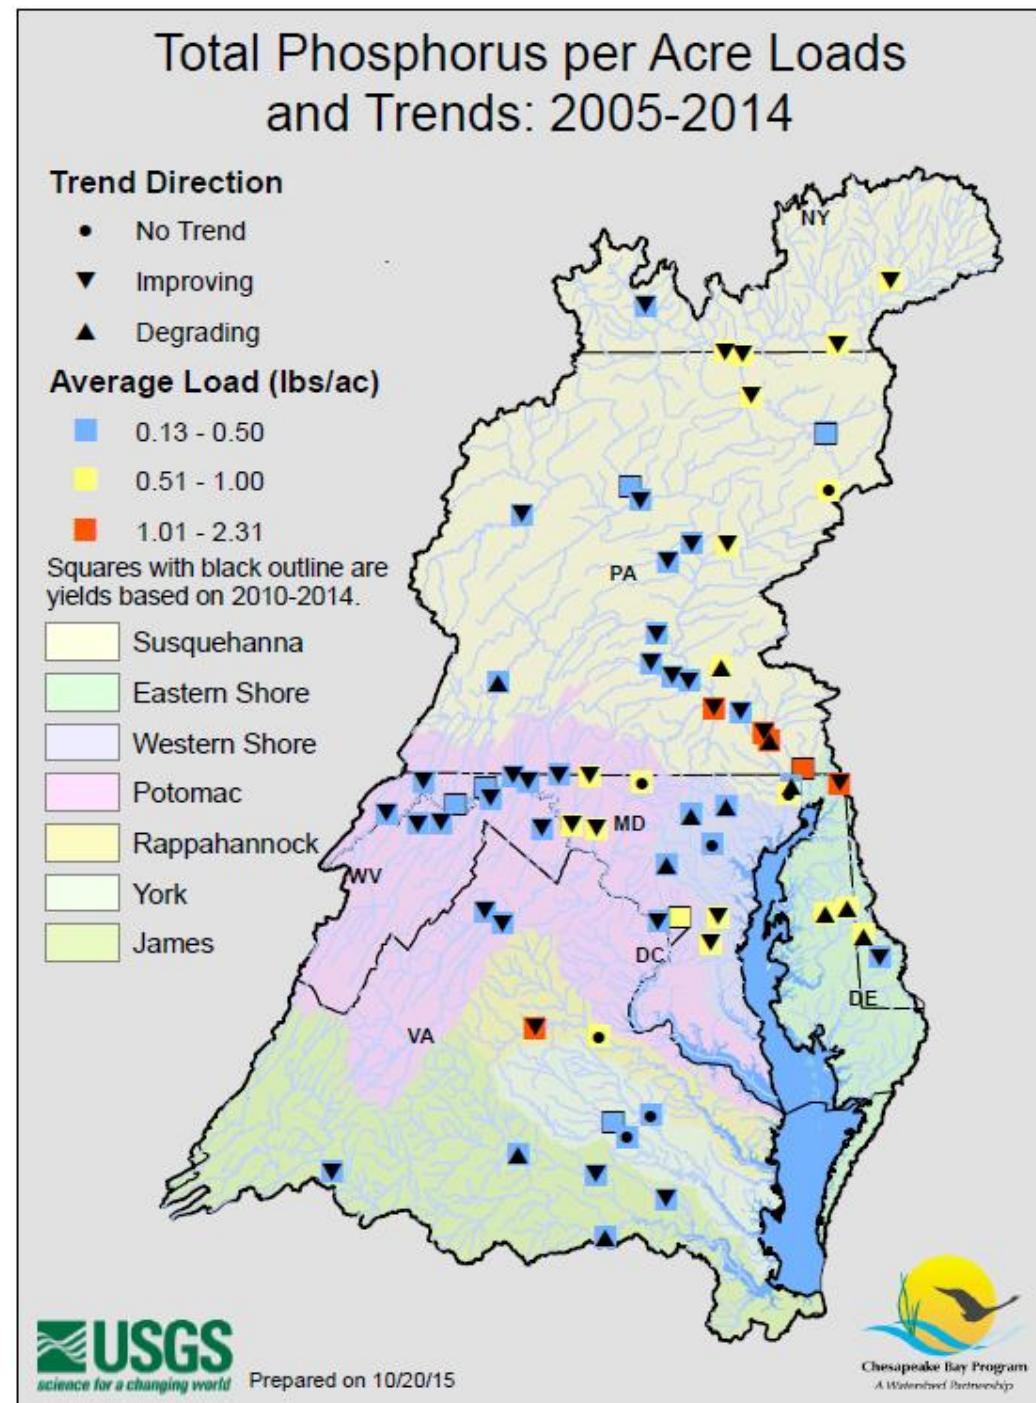 Total Phosphorus per Acre Loads
and Trends: 2005-2014
Trend Direction
No Trend
Improving
Degrading
Average Load (lbs/ac)
0.13 - 0.50
0.51 - 1.00
1.01 - 2.31
Squares with black outline are
yields based on 2010-2014.
Susquehanna
Eastern Shore
Western Shore
Potomac
Rappahannock
York
James
NY
PA
MD
WV
DC
DE
VA
USGS
science for a changing world
Prepared on 10/20/15
Chesapeake Bay Program
A Watershed Partnership